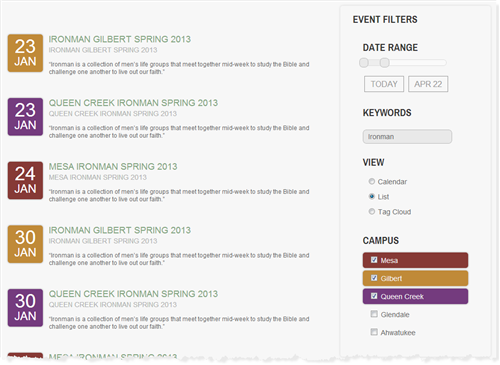 23
JAN
IRONMAN GILBERT SPRING 2013
IRONMAN GILBERT SPRING 2013
"Ironman is a collection of men's life groups that meet together mid-week to study the Bible and
challenge one another to live out our faith."
23
JAN
QUEEN CREEK IRONMAN SPRING 2013
QUEEN CREEK IRONMAN SPRING 2013
"Ironman is a collection of men's life groups that meet together mid-week to study the Bible and
challenge one another to live out our faith."
24
JAN
MESA IRONMAN SPRING 2013
MESA IRONMAN SPRING 2013
"Ironman is a collection of men's life groups that meet together mid-week to study the Bible and
challenge one another to live out our faith."
30
JAN
IRONMAN GILBERT SPRING 2013
IRONMAN GILBERT SPRING 2013
"Ironman is a collection of men's life groups that meet together mid-week to study the Bible and
challenge one another to live out our faith."
30
JAN
QUEEN CREEK IRONMAN SPRING 2013
QUEEN CREEK IRONMAN SPRING 2013
"Ironman is a collection of men's life groups that meet together mid-week to study the Bible and
challenge one another to live out our faith."
MESA IRONMAN SPRING 2013
EVENT FILTERS
DATE RANGE
TODAY APR 22
KEYWORDS
Ironman
VIEW
Calendar
List
Tag Cloud
CAMPUS
Mesa
Gilbert
Queen Creek
Glendale
Ahwatukee